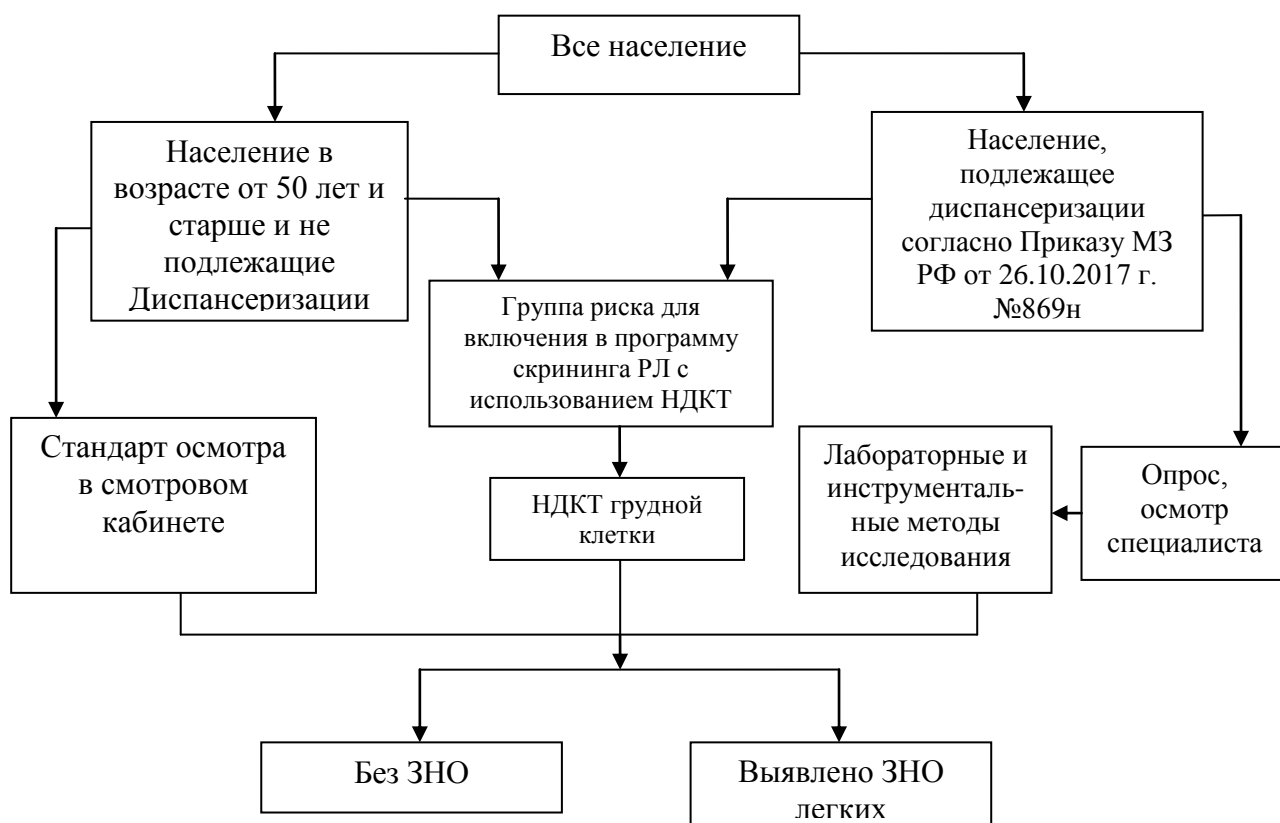 Все население
Население в
возрасте от 50 лет и
старше и не
подлежащие
Диспансеризации
Население,
подлежащее
диспансеризации
согласно Приказу МЗ
РФ от 26.10.2017 г.
№869н
Группа риска для
включения в программу
скрининга РЛ с
использованием НДКТ
Стандарт осмотра
в смотровом
кабинете
НДКТ грудной
клетки
Лабораторные и
инструменталь-
ные методы
исследования
Опрос,
осмотр
специалиста
Без ЗНО
Выявлено ЗНО
легких